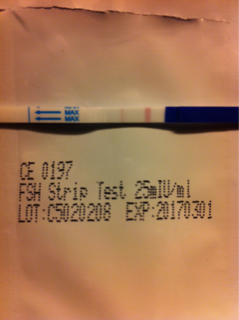 MAX
MAX
CE 0197
FSH Strip Test 25mIU/ml
LOT:C5020208 EXP:20170301